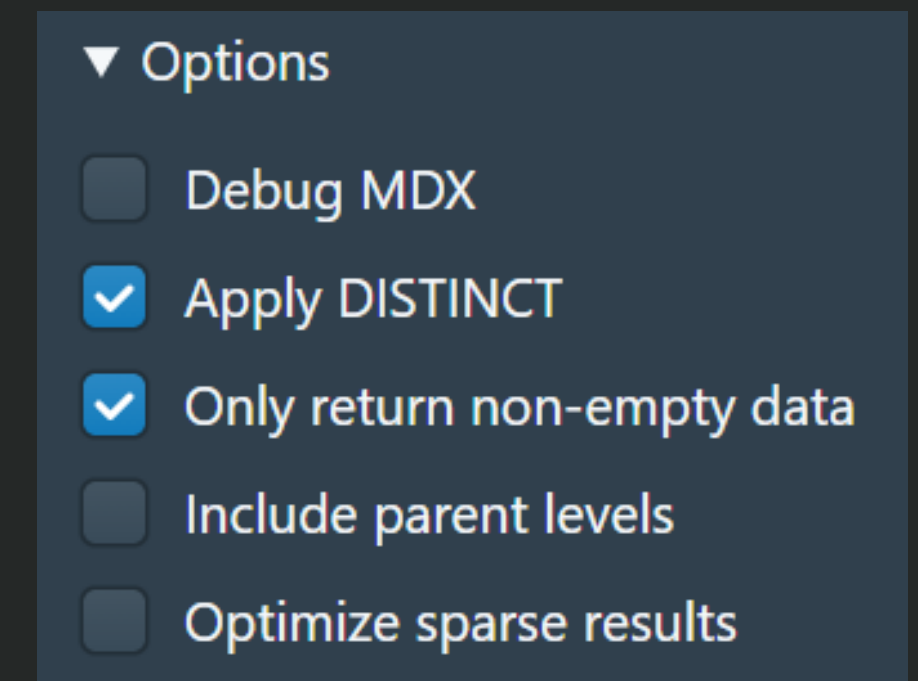 Options
Debug MDX
Apply DISTINCT
Only return non-empty data
Include parent levels
Optimize sparse results